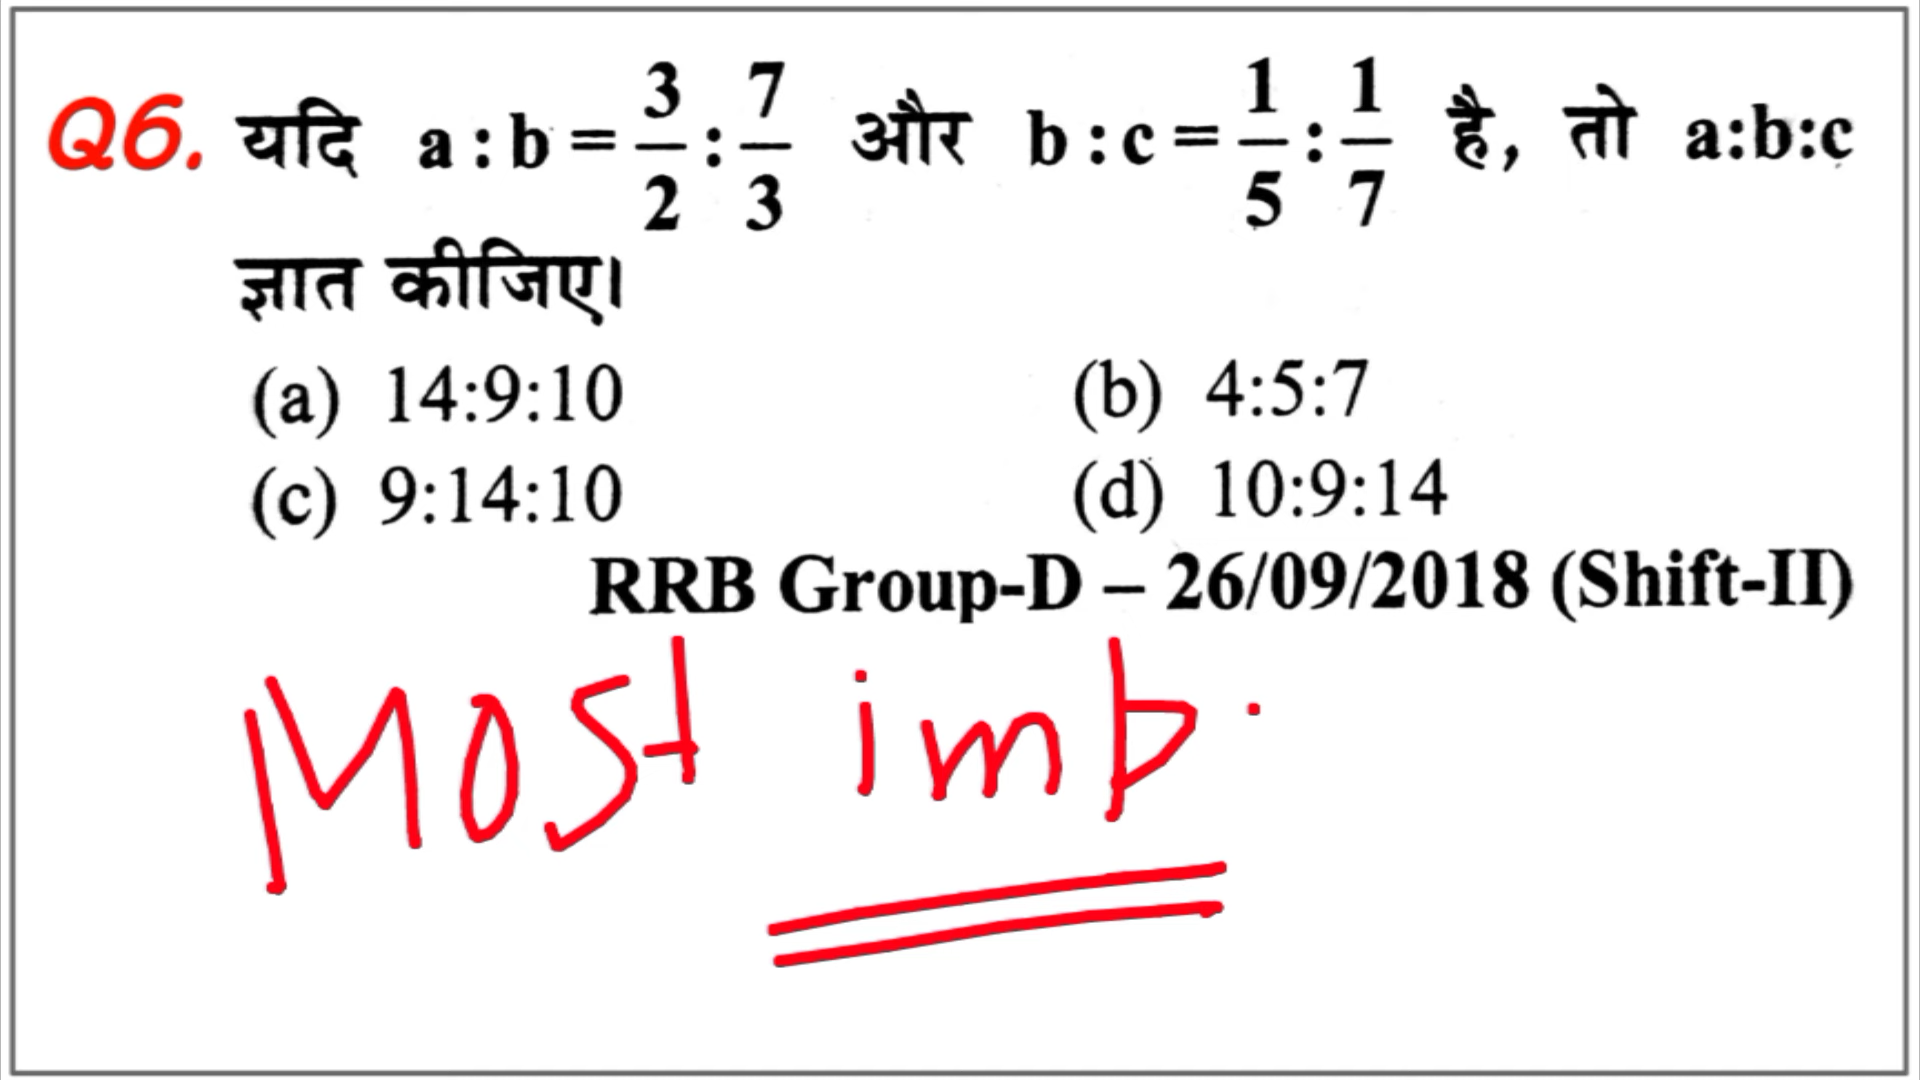 Q6. यदि a : b = 3/2 : 7/3 और b : c = 1/5 : 1/7 है, तो a:b:c
ज्ञात कीजिए।
(a) 14:9:10 (b) 4:5:7
(c) 9:14:10 (d) 10:9:14
RRB Group-D – 26/09/2018 (Shift-II)
Most imp.